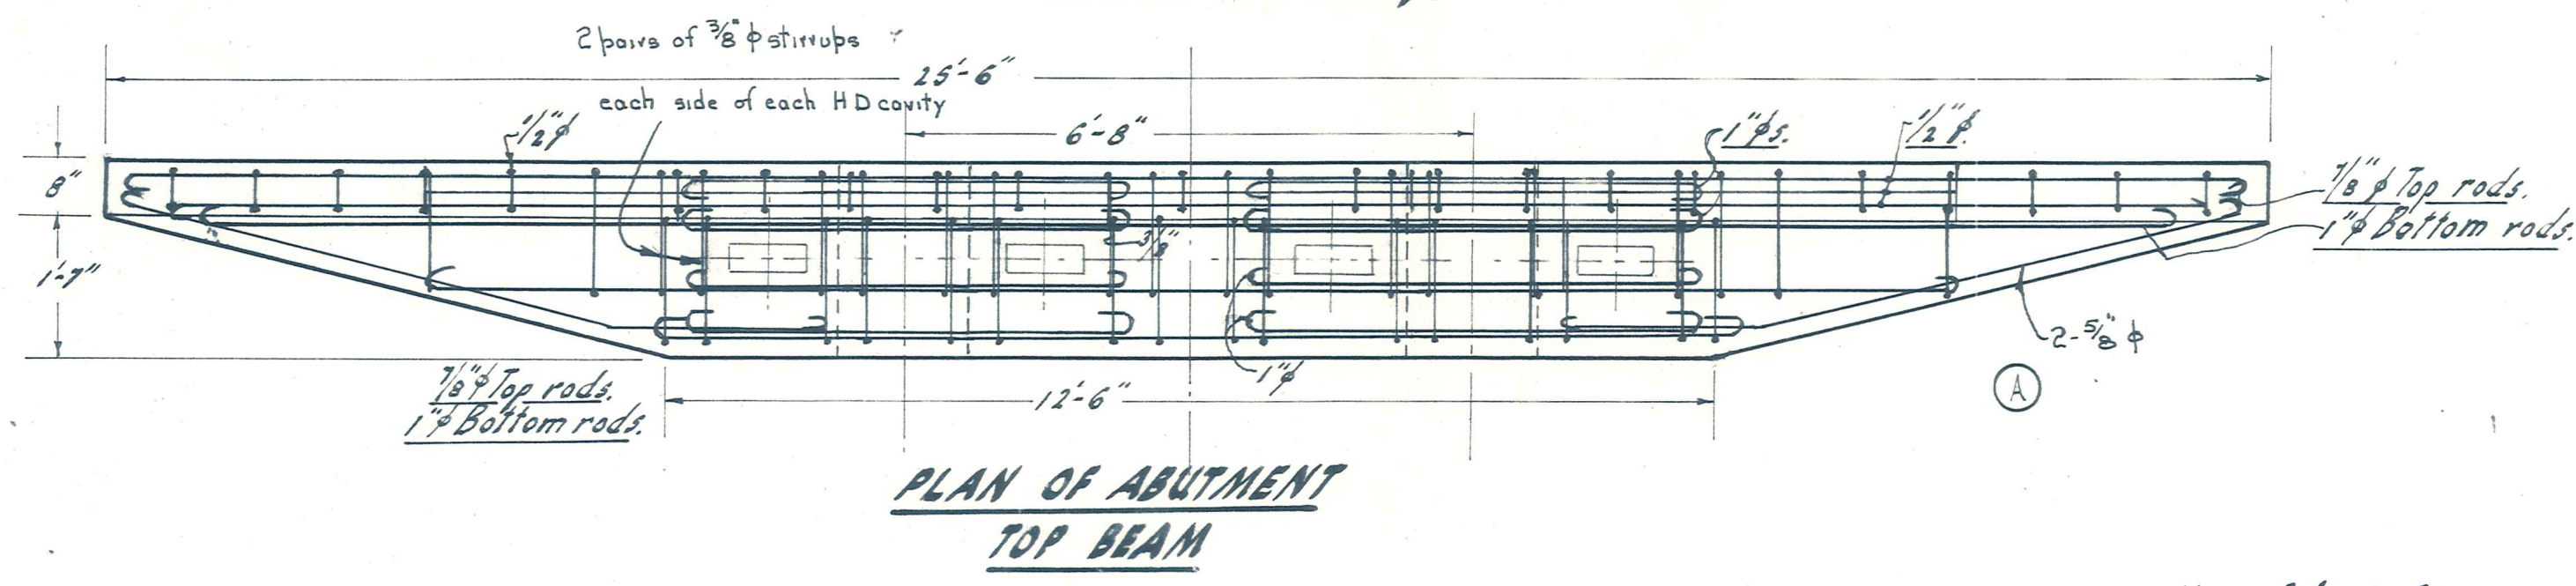 2 pairs of 3/8" φ stirrups
25'-6"
each side of each H D cavity
1/2" φ
6'-8"
1" φs.
1/2" φ.
8"
7/8" φ Top rods.
1" φ Bottom rods.
3/8"
1'-7"
2-5/8 φ
7/8" φ Top rods.
1" φ Bottom rods.
1" φ
A
12'-6"
PLAN OF ABUTMENT
TOP BEAM